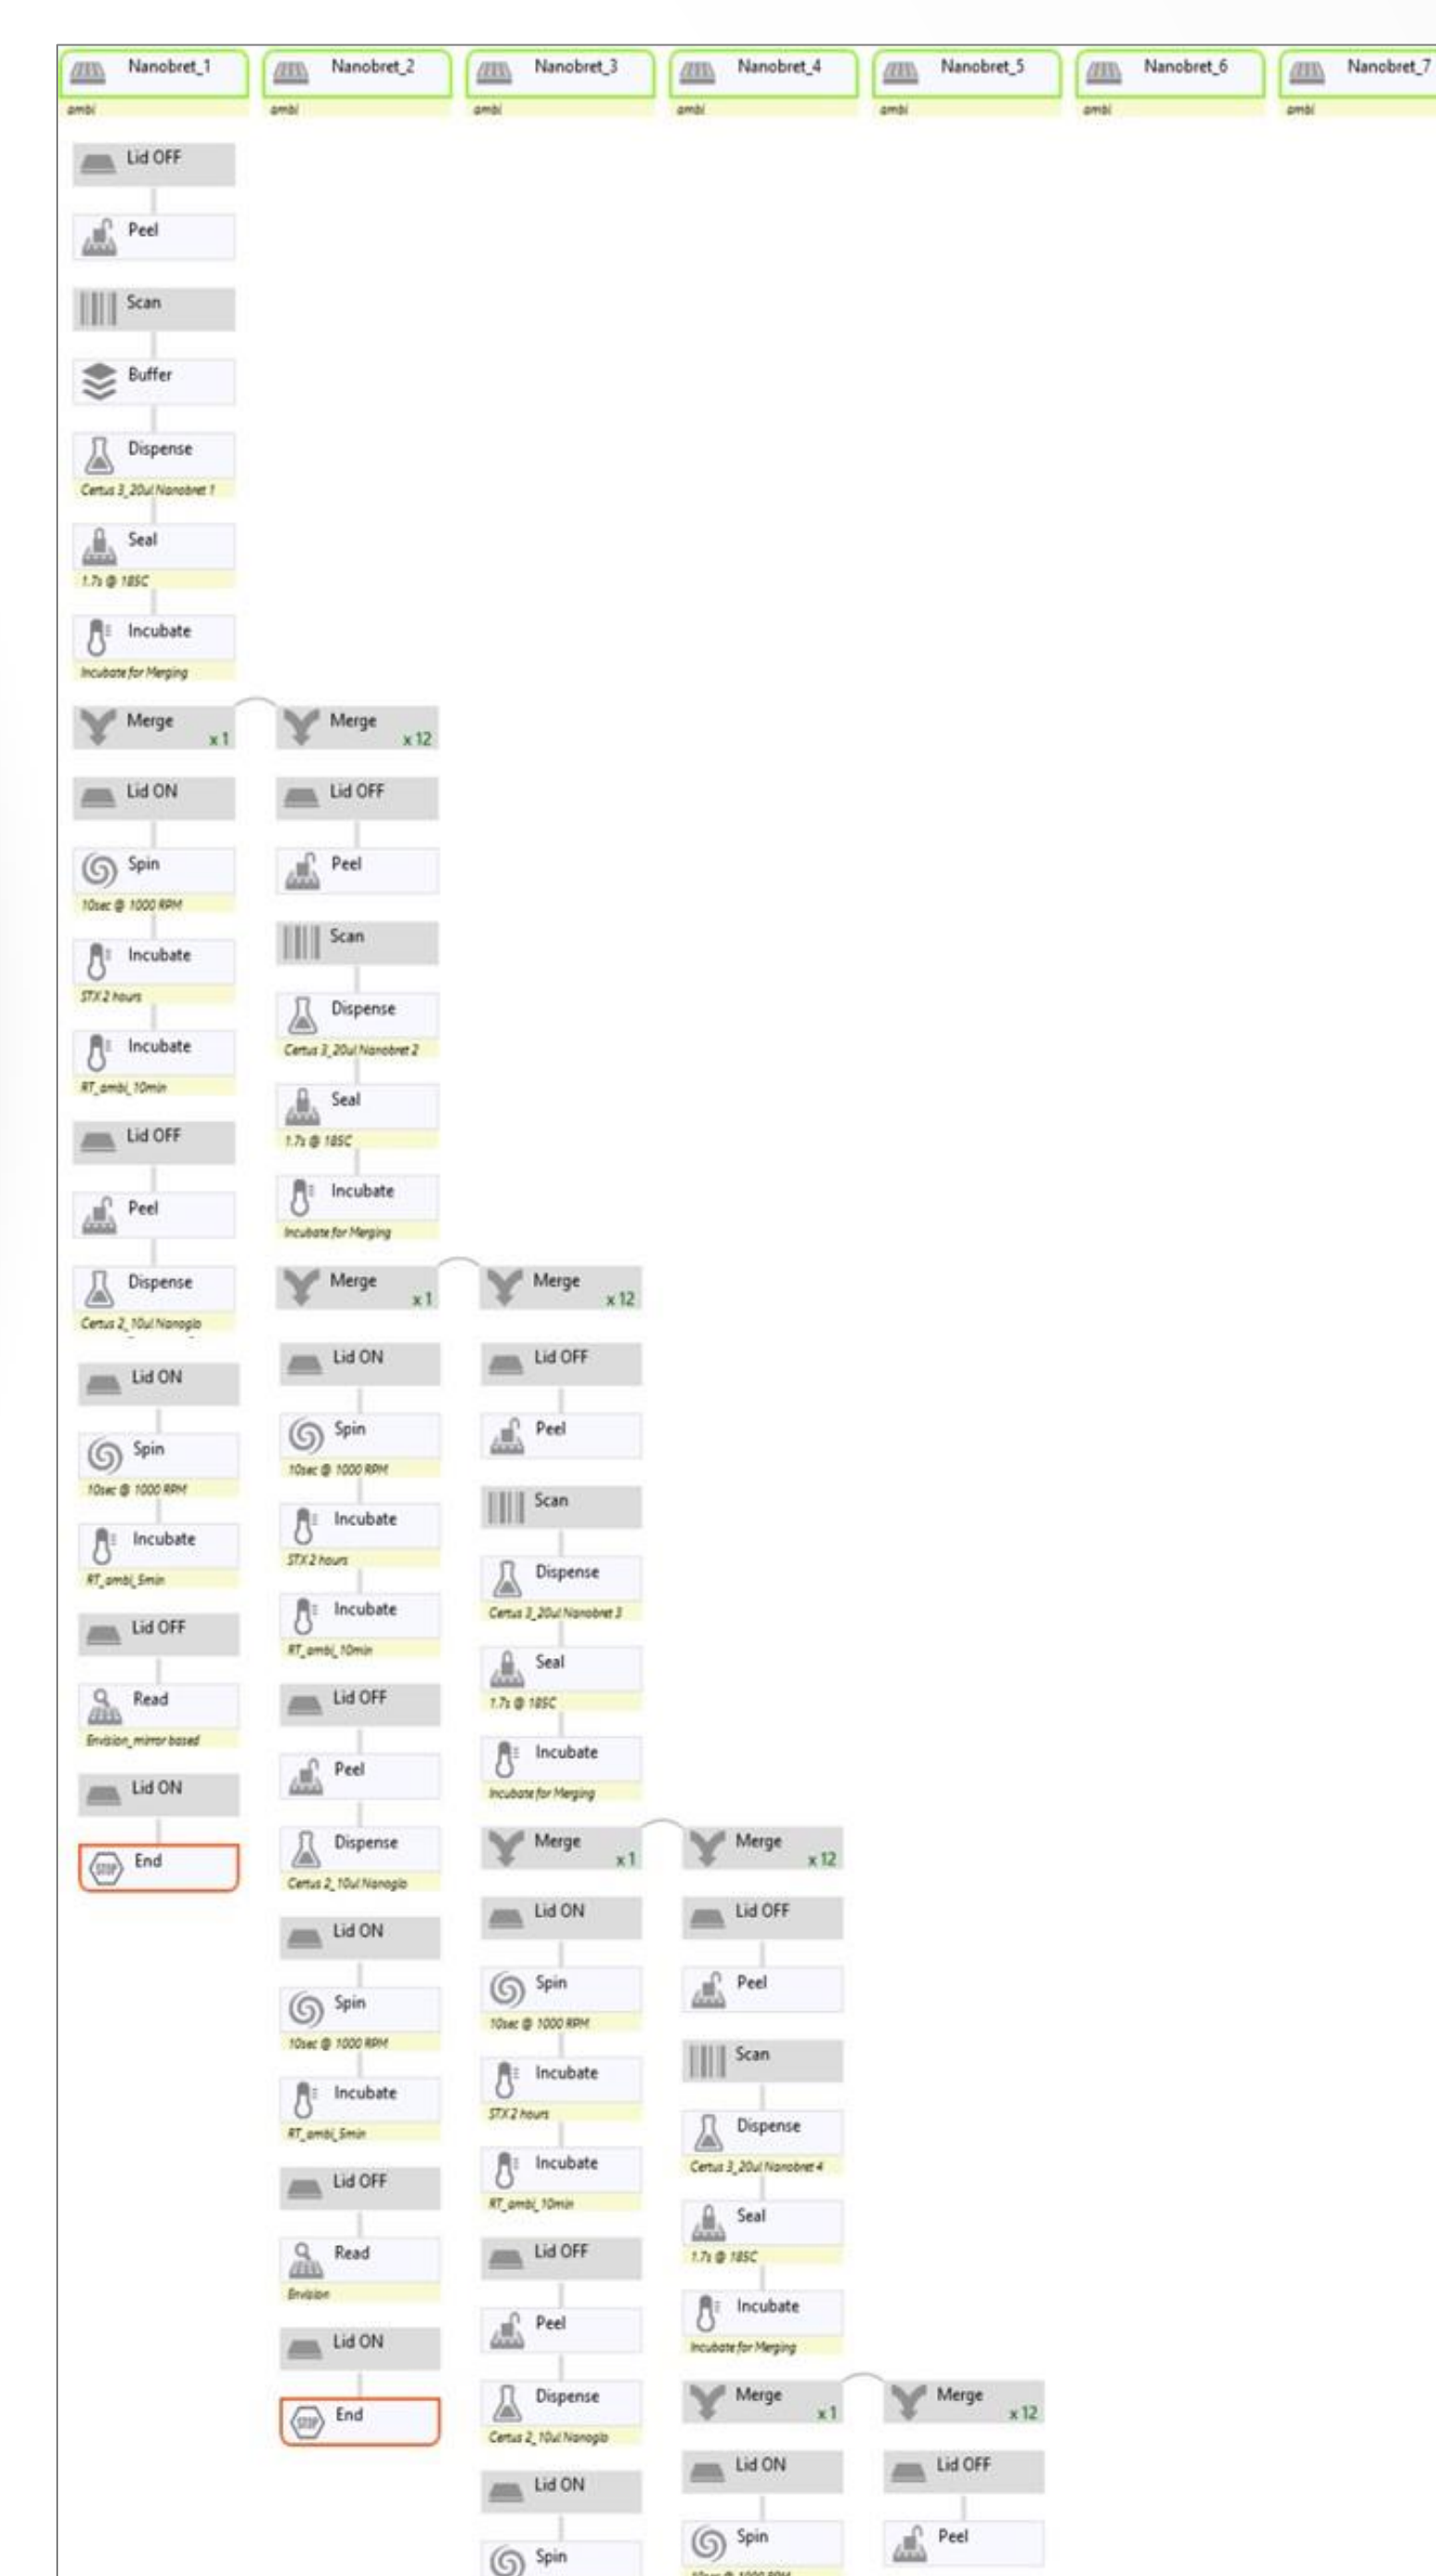 Nanobret_1
ambi
Nanobret_2
ambi
Nanobret_3
ambi
Nanobret_4
ambi
Nanobret_5
ambi
Nanobret_6
ambi
Nanobret_7
ambi
Lid OFF
Peel
Scan
Buffer
Dispense
Certus 3_20ul Nanobret 1
Seal
1.7s @ 185C
Incubate
Incubate for Merging
Merge
x 1
Lid ON
Spin
10sec @ 1000 RPM
Incubate
STX 2 hours
Incubate
RT_ambi_10min
Lid OFF
Peel
Dispense
Certus 2_10ul Nanoglo
Lid ON
Spin
10sec @ 1000 RPM
Incubate
RT_ambi_5min
Lid OFF
Read
Envision_mirror based
Lid ON
STOP
End
Merge
x 12
Lid OFF
Peel
Scan
Dispense
Certus 3_20ul Nanobret 2
Seal
1.7s @ 185C
Incubate
Incubate for Merging
Merge
x 1
Lid ON
Spin
10sec @ 1000 RPM
Incubate
STX 2 hours
Incubate
RT_ambi_10min
Lid OFF
Peel
Dispense
Certus 2_10ul Nanoglo
Lid ON
Spin
10sec @ 1000 RPM
Incubate
RT_ambi_5min
Lid OFF
Read
Envision
Lid ON
STOP
End
Merge
x 12
Lid OFF
Peel
Scan
Dispense
Certus 3_20ul Nanobret 3
Seal
1.7s @ 185C
Incubate
Incubate for Merging
Merge
x 1
Lid ON
Spin
10sec @ 1000 RPM
Incubate
STX 2 hours
Incubate
RT_ambi_10min
Lid OFF
Peel
Dispense
Certus 2_10ul Nanoglo
Lid ON
Spin
Merge
x 12
Lid OFF
Peel
Scan
Dispense
Certus 3_20ul Nanobret 4
Seal
1.7s @ 185C
Incubate
Incubate for Merging
Merge
x 1
Lid ON
Spin
10sec @ 1000 RPM
Merge
x 12
Lid OFF
Peel